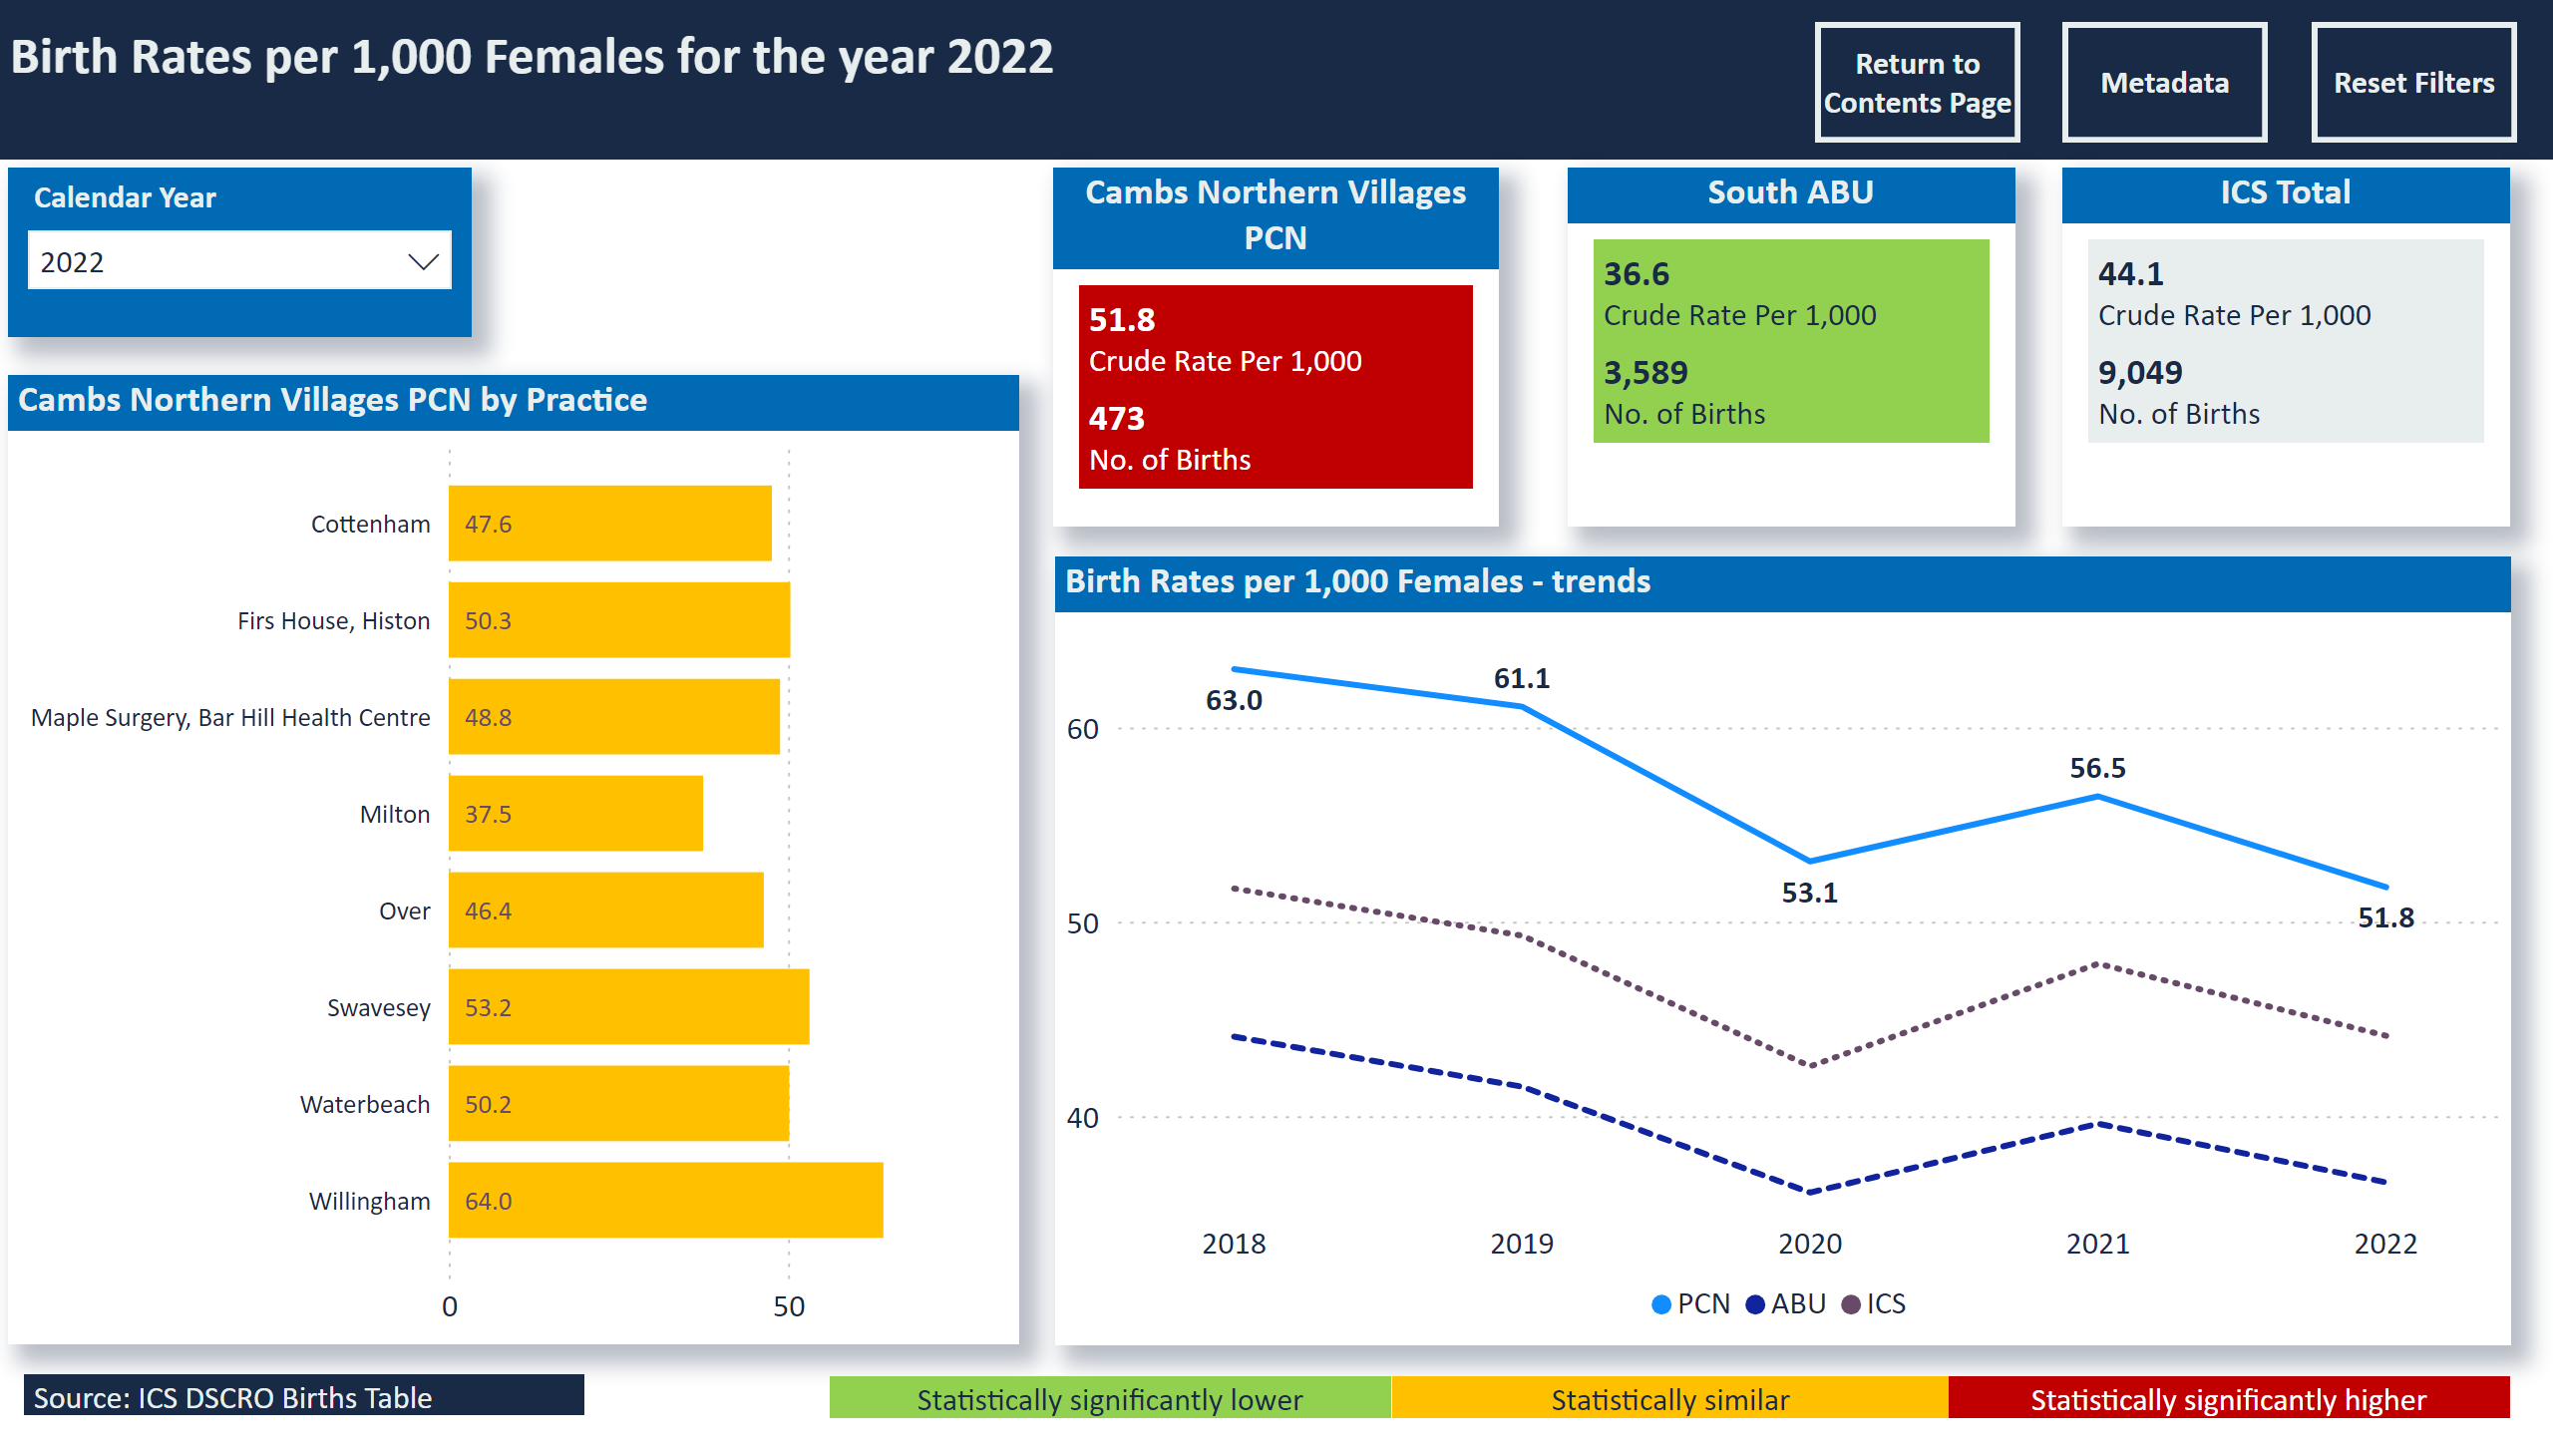 Birth Rates per 1,000 Females for the year 2022
Return to
Contents Page
Metadata
Reset Filters
Calendar Year
2022
Cambs Northern Villages
PCN
51.8
Crude Rate Per 1,000
473
No. of Births
South ABU
36.6
Crude Rate Per 1,000
3,589
No. of Births
ICS Total
44.1
Crude Rate Per 1,000
9,049
No. of Births
Cambs Northern Villages PCN by Practice
Cottenham 47.6
Firs House, Histon 50.3
Maple Surgery, Bar Hill Health Centre 48.8
Milton 37.5
Over 46.4
Swavesey 53.2
Waterbeach 50.2
Willingham 64.0
0 50
Birth Rates per 1,000 Females - trends
63.0
61.1
60
56.5
53.1
51.8
50
40
2018 2019 2020 2021 2022
PCN ABU ICS
Source: ICS DSCRO Births Table
Statistically significantly lower
Statistically similar
Statistically significantly higher